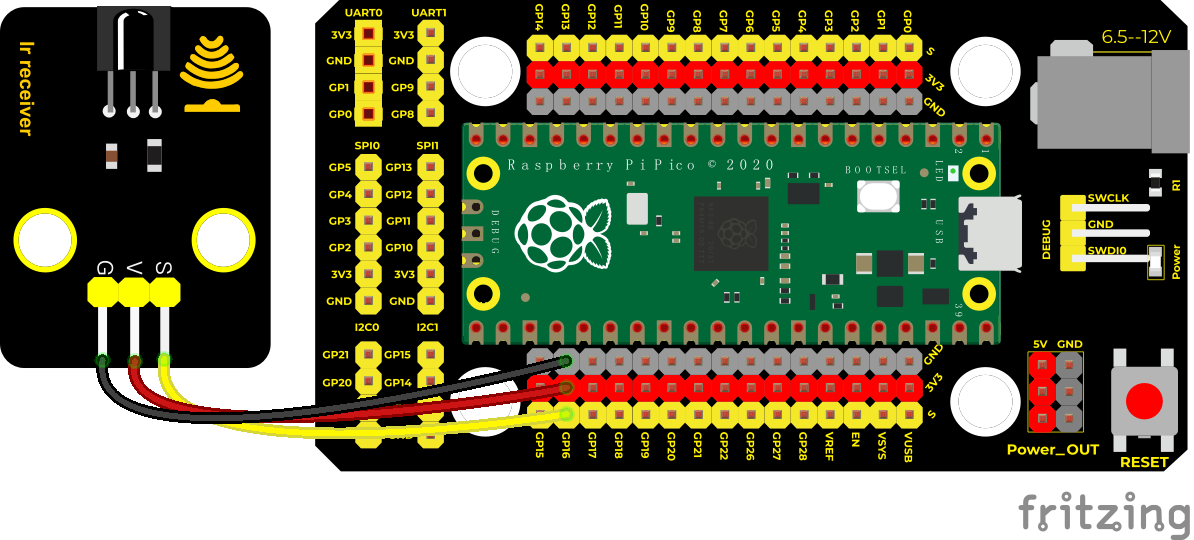 Ir receiver
G V S
UART0 UART1
3V3 3V3
GND GND
GP1 GP9
GP0 GP8
SPI0 SPI1
GP5 GP13
GP4 GP12
GP3 GP11
GP2 GP10
3V3 3V3
GND GND
I2C0 I2C1
GP21 GP15
GP20 GP14
GP14 GP13 GP12 GP11 GP10 GP9 GP8 GP7 GP6 GP5 GP4 GP3 GP2 GP1 GP0
S
3V3
GND
Raspberry Pi Pico © 2020
BOOTSEL
LED
2 1
DEBUG
USB
39
GND
3V3
S
GP15 GP16 GP17 GP18 GP19 GP20 GP21 GP22 GP26 GP27 GP28 VREF EN VSYS VUSB
6.5--12V
R1
DEBUG
SWCLK
GND
SWDI0
Power
5V GND
Power_OUT
RESET
fritzing